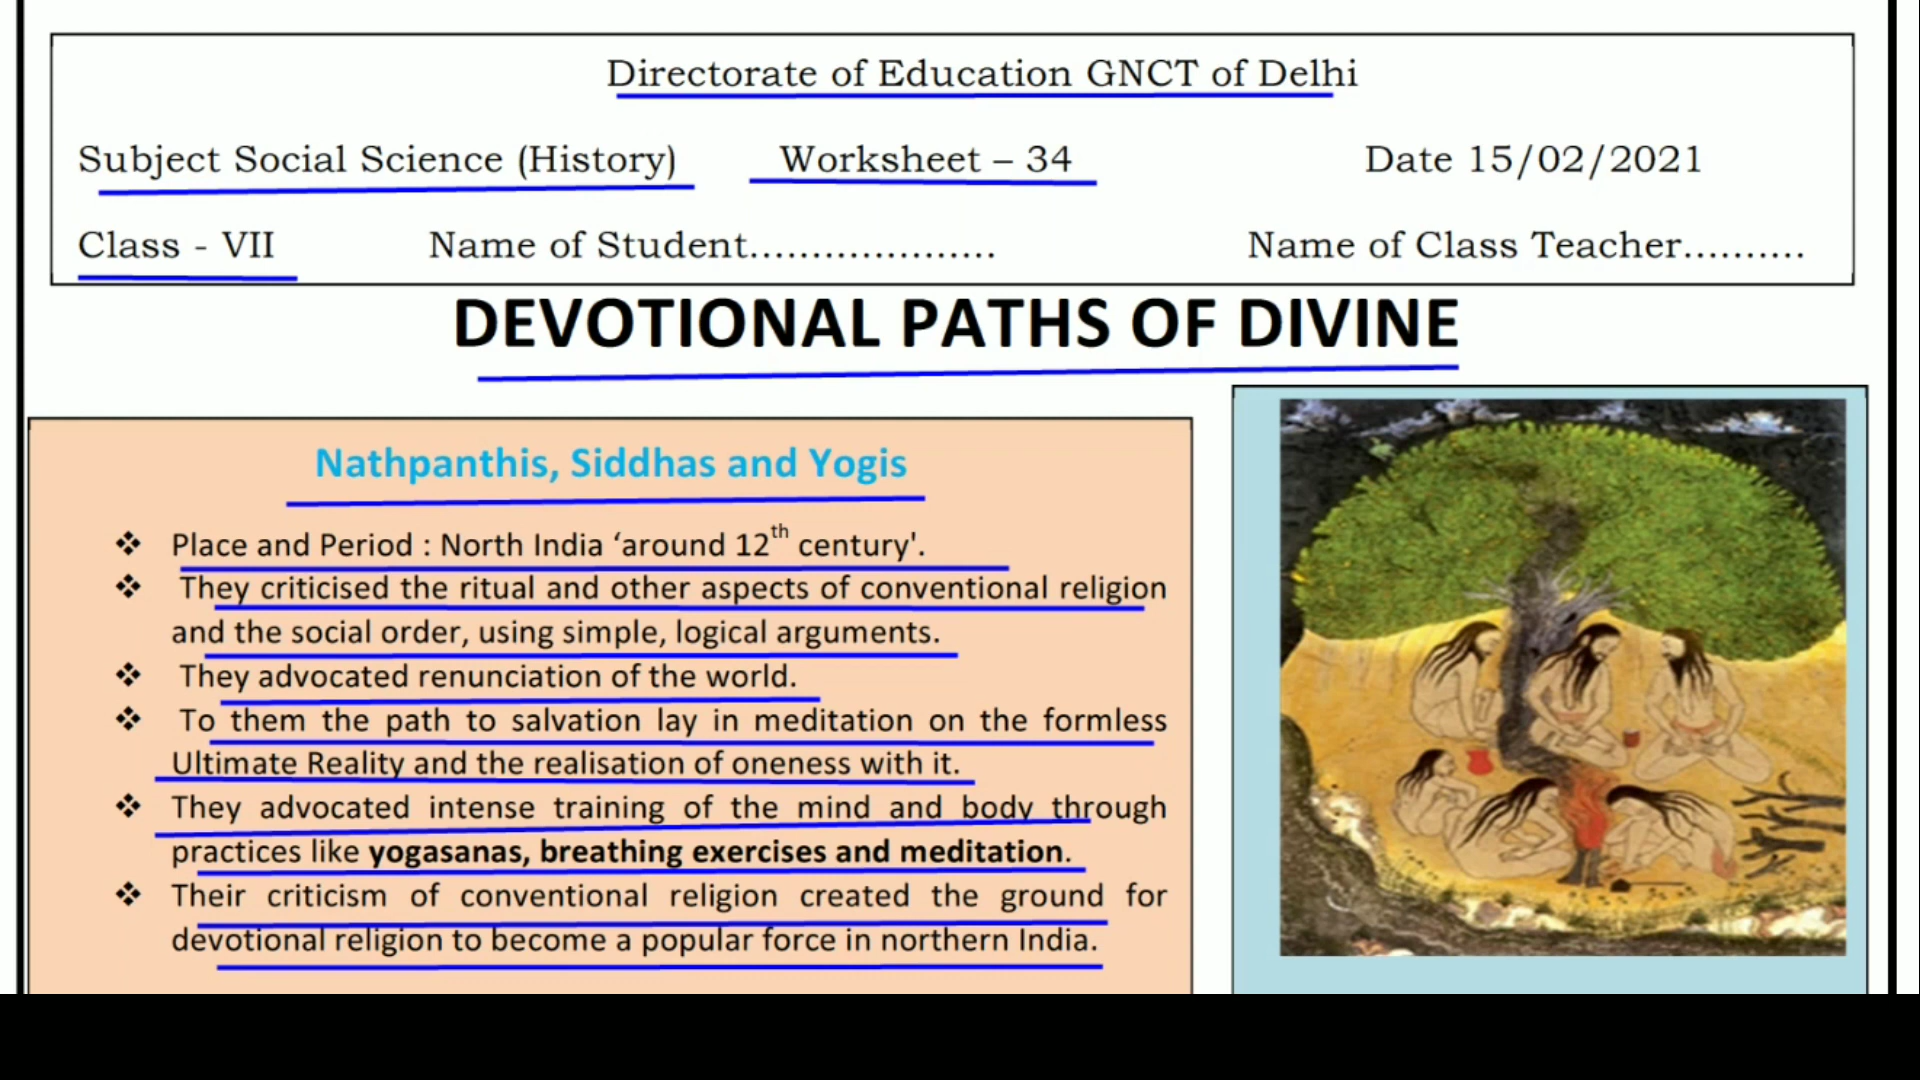 Directorate of Education GNCT of Delhi
Subject Social Science (History) Worksheet – 34 Date 15/02/2021
Class - VII Name of Student.................... Name of Class Teacher..........
DEVOTIONAL PATHS OF DIVINE
Nathpanthis, Siddhas and Yogis
❖ Place and Period : North India ‘around 12th century'.
❖ They criticised the ritual and other aspects of conventional religion
and the social order, using simple, logical arguments.
❖ They advocated renunciation of the world.
❖ To them the path to salvation lay in meditation on the formless
Ultimate Reality and the realisation of oneness with it.
❖ They advocated intense training of the mind and body through
practices like yogasanas, breathing exercises and meditation.
❖ Their criticism of conventional religion created the ground for
devotional religion to become a popular force in northern India.